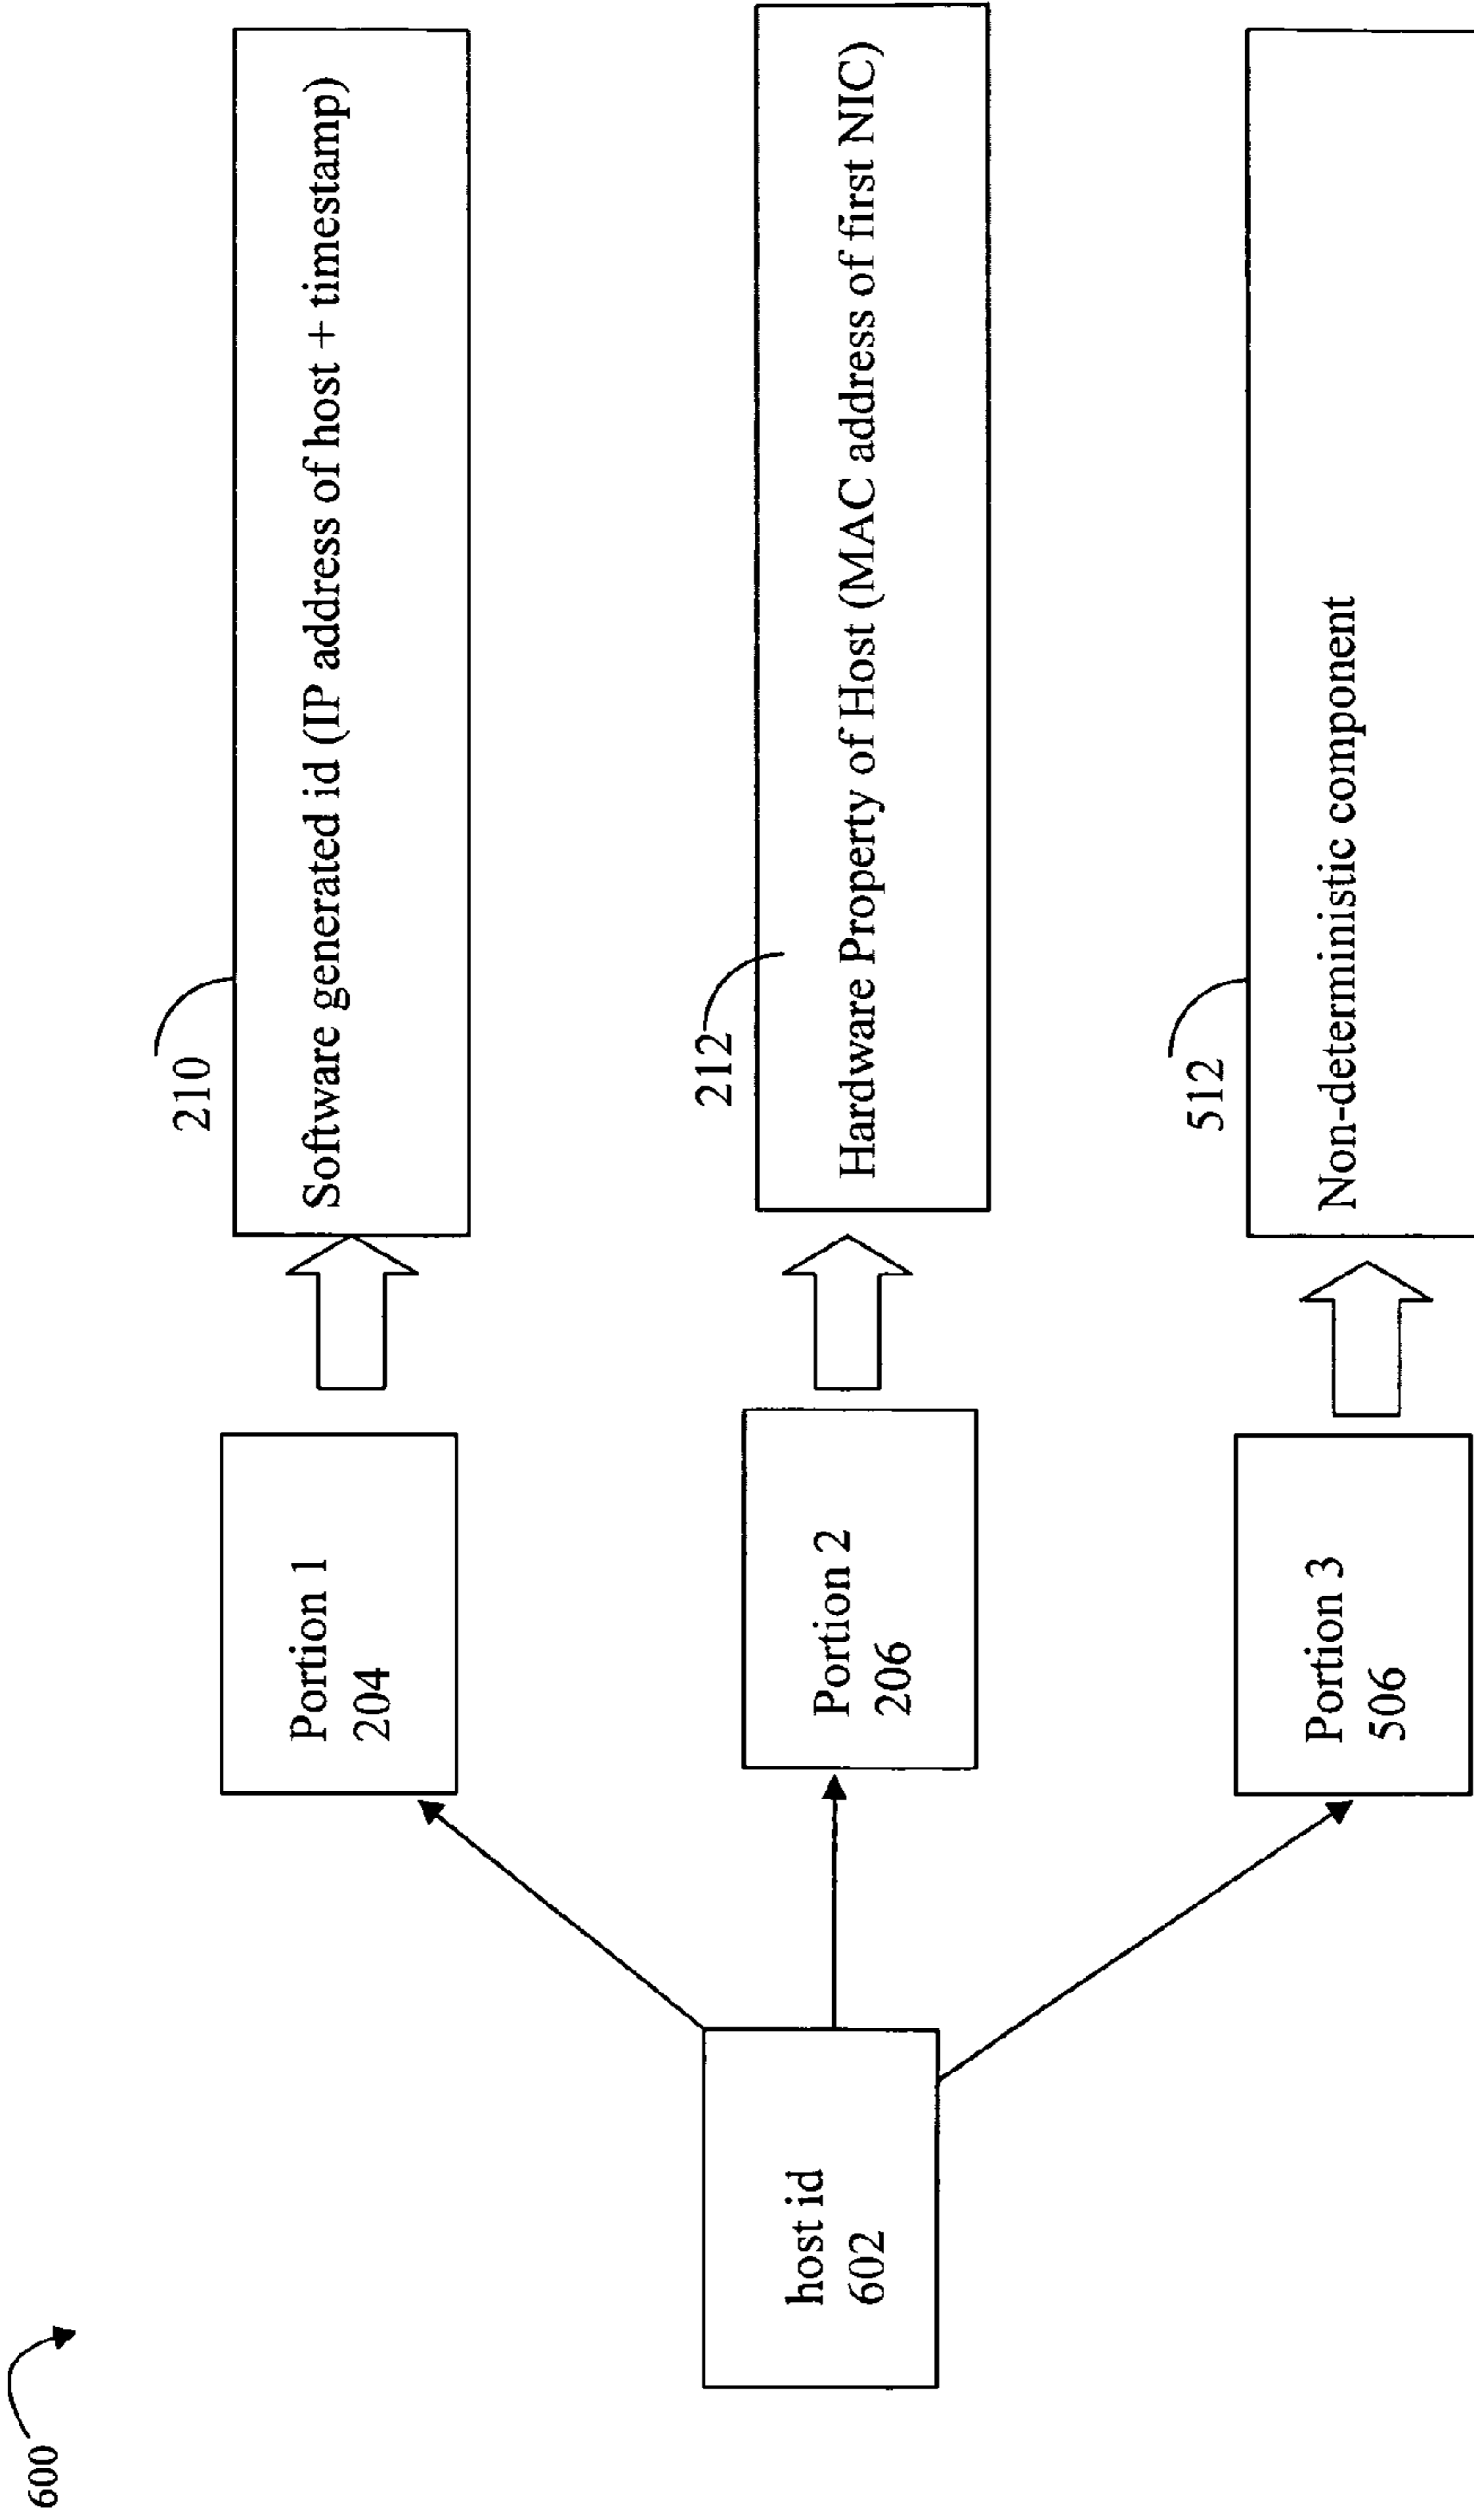 600
210
Software generated id (IP address of host + timestamp)
Portion 1
204
212
Hardware Property of Host (MAC address of first NIC)
host id
602
Portion 2
206
512
Non-deterministic component
Portion 3
506